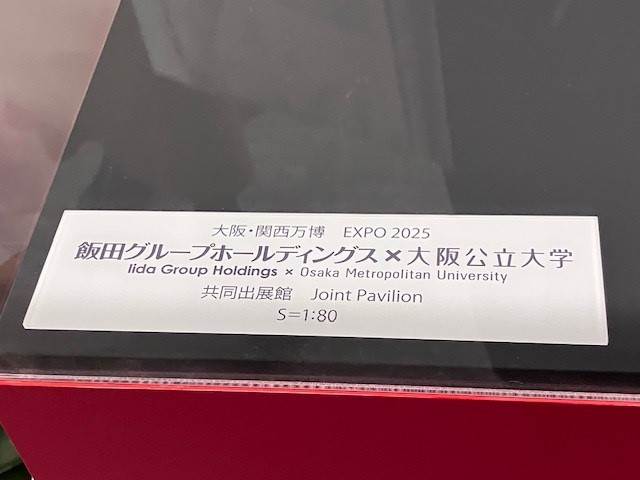 大阪・関西万博　EXPO 2025
飯田グループホールディングス×大阪公立大学
Iida Group Holdings × Osaka Metropolitan University
共同出展館　Joint Pavilion
S=1:80